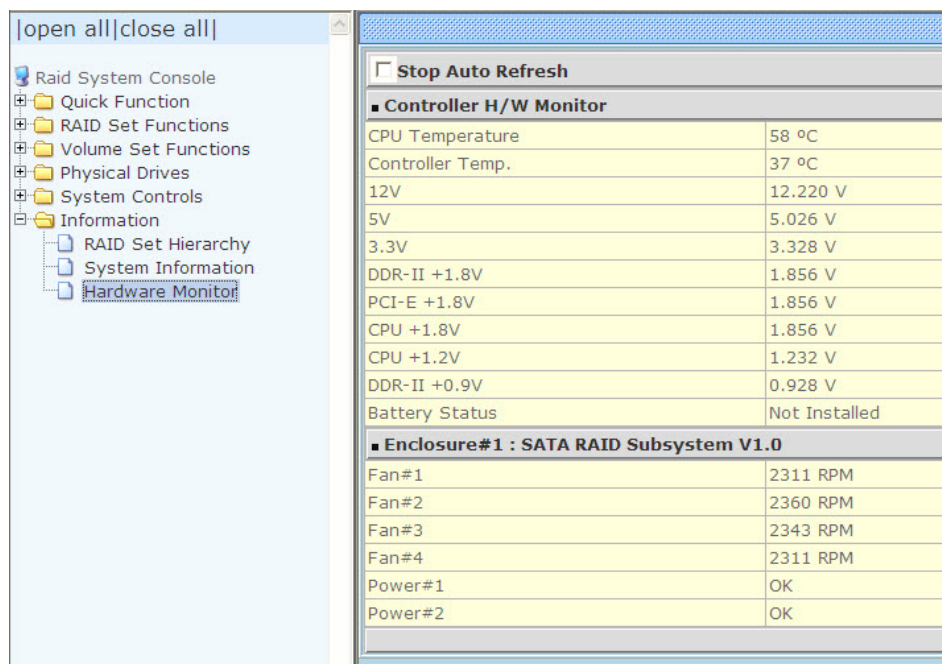 |open all|close all|
Raid System Console
Quick Function
RAID Set Functions
Volume Set Functions
Physical Drives
System Controls
Information
RAID Set Hierarchy
System Information
Hardware Monitor
Stop Auto Refresh
Controller H/W Monitor
CPU Temperature 58 ºC
Controller Temp. 37 ºC
12V 12.220 V
5V 5.026 V
3.3V 3.328 V
DDR-II +1.8V 1.856 V
PCI-E +1.8V 1.856 V
CPU +1.8V 1.856 V
CPU +1.2V 1.232 V
DDR-II +0.9V 0.928 V
Battery Status Not Installed
Enclosure#1 : SATA RAID Subsystem V1.0
Fan#1 2311 RPM
Fan#2 2360 RPM
Fan#3 2343 RPM
Fan#4 2311 RPM
Power#1 OK
Power#2 OK